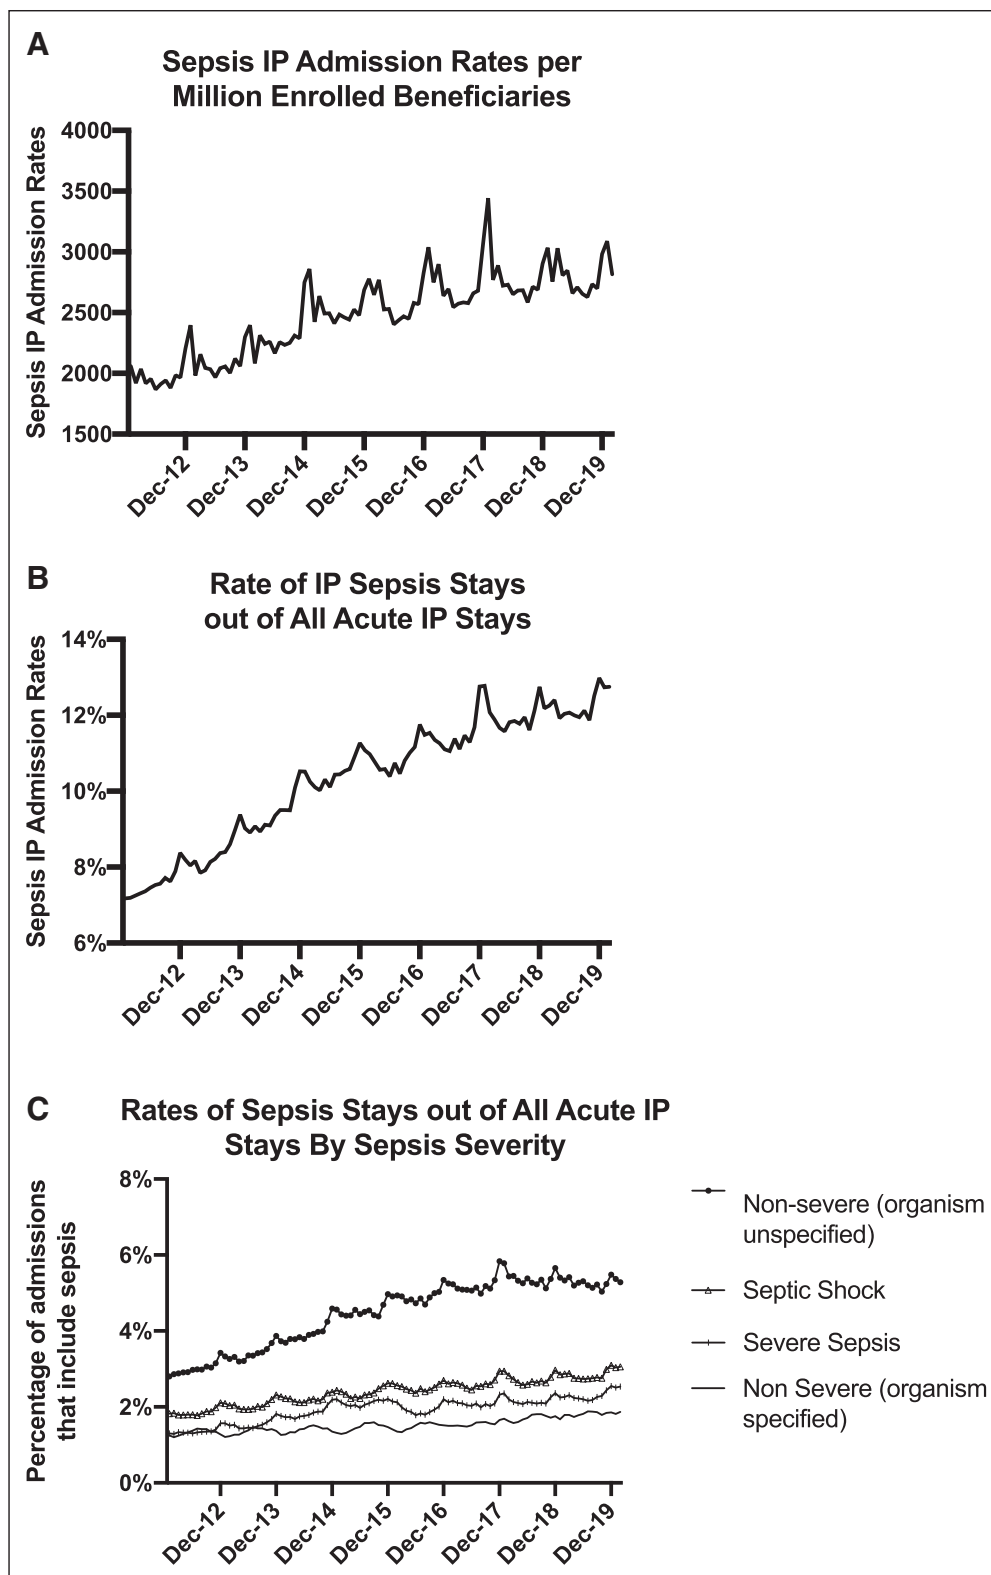 A
Sepsis IP Admission Rates per
Million Enrolled Beneficiaries
Sepsis IP Admission Rates
4000
3500
3000
2500
2000
1500
Dec-12
Dec-13
Dec-14
Dec-15
Dec-16
Dec-17
Dec-18
Dec-19
B
Rate of IP Sepsis Stays
out of All Acute IP Stays
Sepsis IP Admission Rates
14%
12%
10%
8%
6%
Dec-12
Dec-13
Dec-14
Dec-15
Dec-16
Dec-17
Dec-18
Dec-19
C
Rates of Sepsis Stays out of All Acute IP
Stays By Sepsis Severity
Percentage of admissions
that include sepsis
8%
6%
4%
2%
0%
Dec-12
Dec-13
Dec-14
Dec-15
Dec-16
Dec-17
Dec-18
Dec-19
Non-severe (organism
unspecified)
Septic Shock
Severe Sepsis
Non Severe (organism
specified)